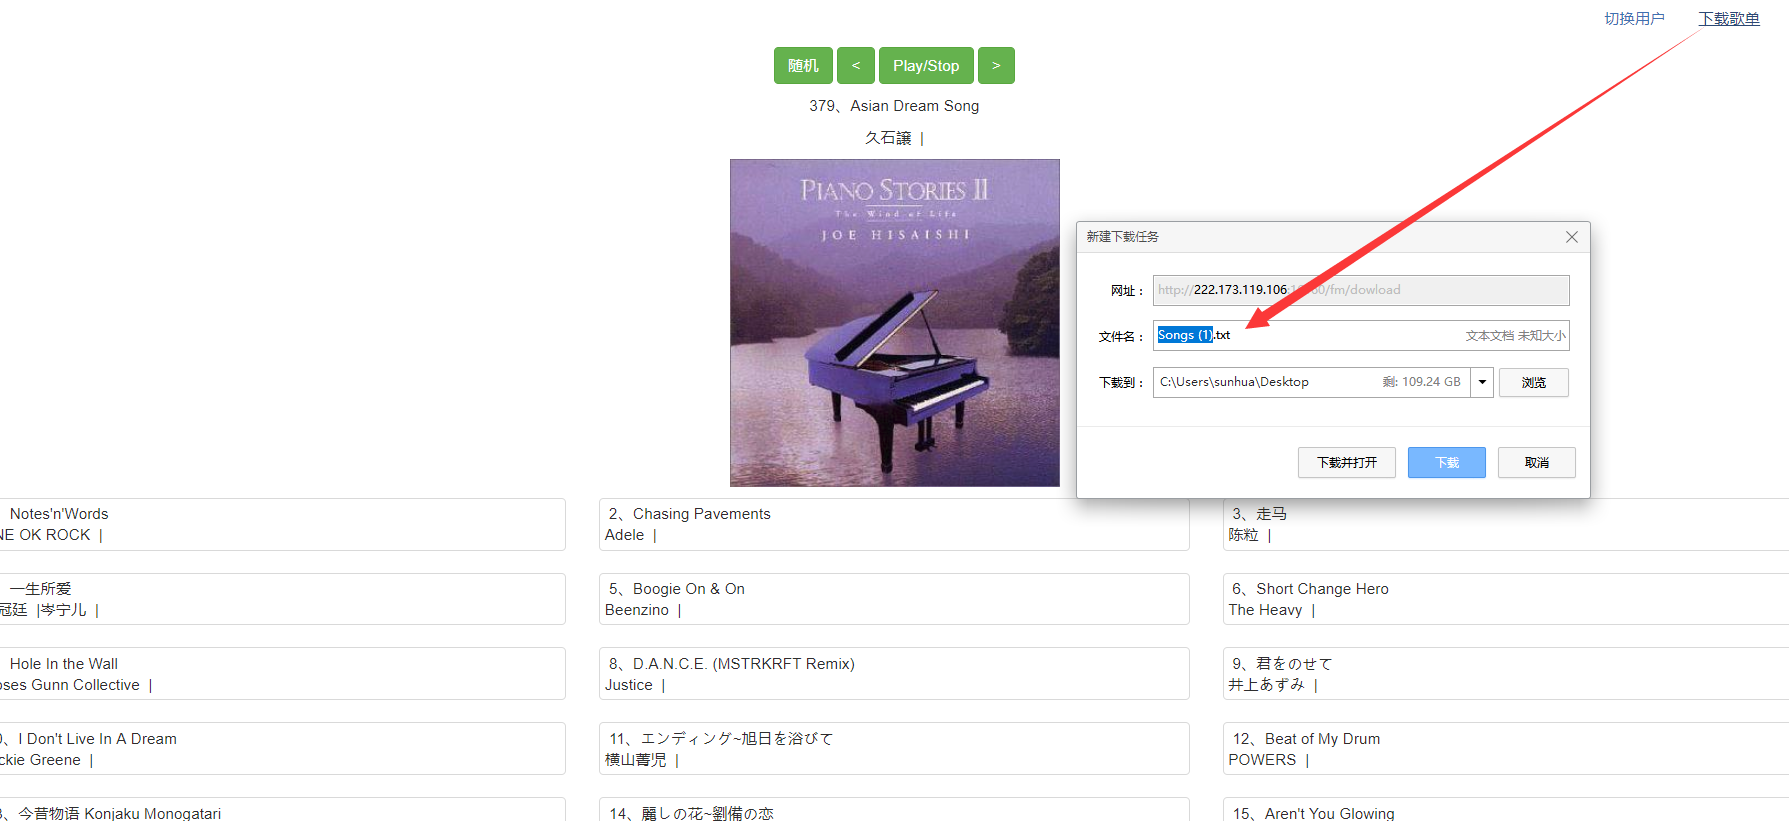 切换用户
下载歌单
随机
<
Play/Stop
>
379、Asian Dream Song
久石譲 |
PIANO STORIES II
The Wind of Life
JOE HISAISHI
新建下载任务
网址：
http://222.173.119.106
/fm/dowload
文件名：
Songs (1).txt
文本文档 未知大小
下载到：
C:\Users\sunhua\Desktop
剩: 109.24 GB
浏览
下载并打开
下载
取消
Notes'n'Words
NE OK ROCK |
2、Chasing Pavements
Adele |
3、走马
陈粒 |
一生所爱
冠廷 |岑宁儿 |
5、Boogie On & On
Beenzino |
6、Short Change Hero
The Heavy |
Hole In the Wall
oses Gunn Collective |
8、D.A.N.C.E. (MSTRKRFT Remix)
Justice |
9、君をのせて
井上あずみ |
、I Don't Live In A Dream
ckie Greene |
11、エンディング~旭日を浴びて
横山菁児 |
12、Beat of My Drum
POWERS |
、今昔物语 Konjaku Monogatari
14、麗しの花~劉備の恋
15、Aren't You Glowing